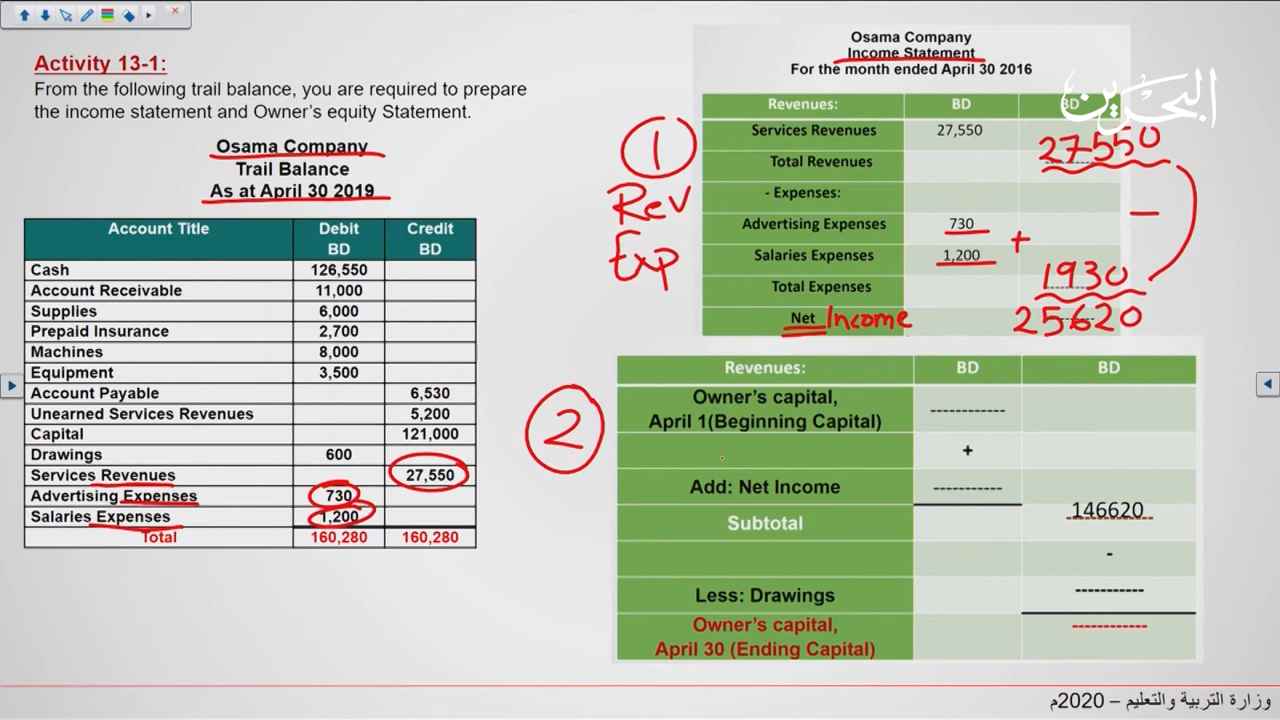 Activity 13-1:
From the following trail balance, you are required to prepare
the income statement and Owner's equity Statement.
Osama Company
Trail Balance
As at April 30 2019
Account Title Debit BD Credit BD
Cash 126,550
Account Receivable 11,000
Supplies 6,000
Prepaid Insurance 2,700
Machines 8,000
Equipment 3,500
Account Payable 6,530
Unearned Services Revenues 5,200
Capital 121,000
Drawings 600
Services Revenues 27,550
Advertising Expenses 730
Salaries Expenses 1,200
Total 160,280 160,280
Osama Company
Income Statement
For the month ended April 30 2016
البحرين
Revenues: BD BD
Services Revenues 27,550 27550
Total Revenues -
- Expenses:
Advertising Expenses 730 +
Salaries Expenses 1,200
Total Expenses 1930
Net Income 25620
1
Rev
Exp
2
Revenues: BD BD
Owner's capital,
April 1(Beginning Capital) ------------
+
Add: Net Income -----------
Subtotal 146620
-
Less: Drawings -----------
Owner's capital,
April 30 (Ending Capital) ------------
وزارة التربية والتعليم – 2020م